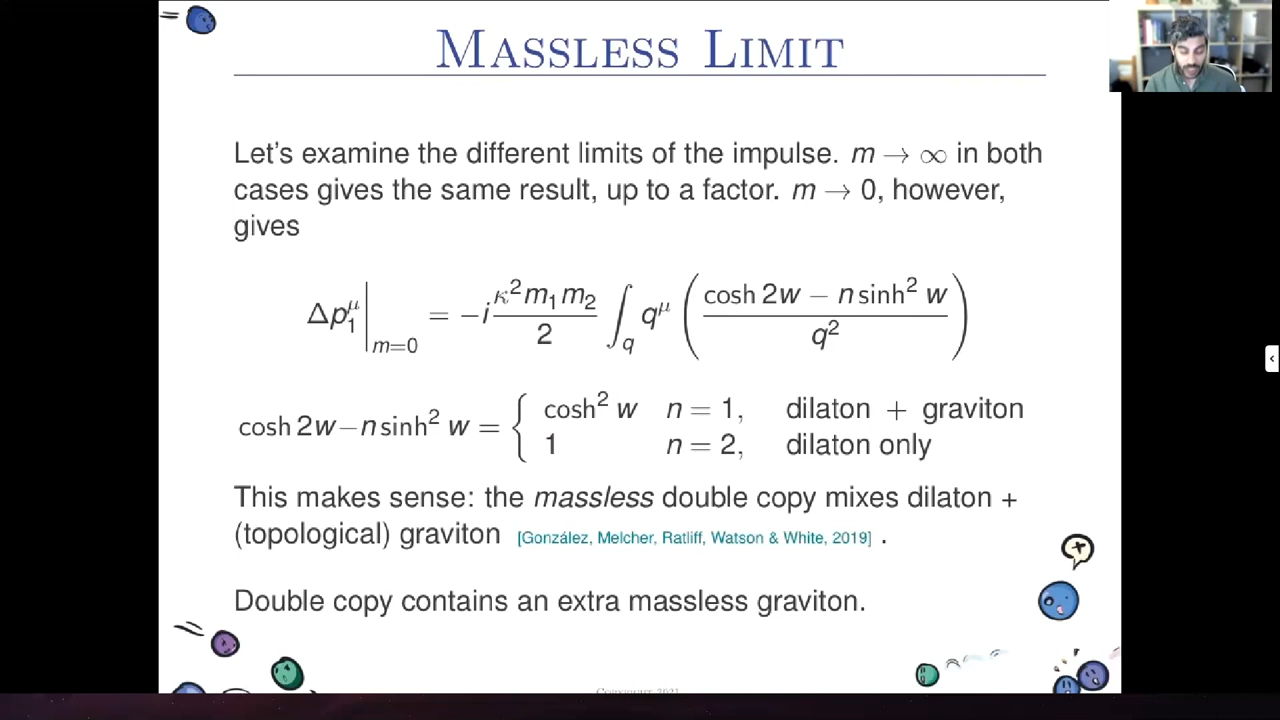 MASSLESS LIMIT
Let's examine the different limits of the impulse. m → ∞ in both
cases gives the same result, up to a factor. m → 0, however,
gives
Δp₁^μ |_{m=0} = −i (κ² m₁ m₂ / 2) ∫_q q^μ ( (cosh 2w − n sinh² w) / q² )
cosh 2w − n sinh² w = { cosh² w n = 1, dilaton + graviton
1 n = 2, dilaton only
This makes sense: the massless double copy mixes dilaton +
(topological) graviton [González, Melcher, Ratliff, Watson & White, 2019] .
Double copy contains an extra massless graviton.